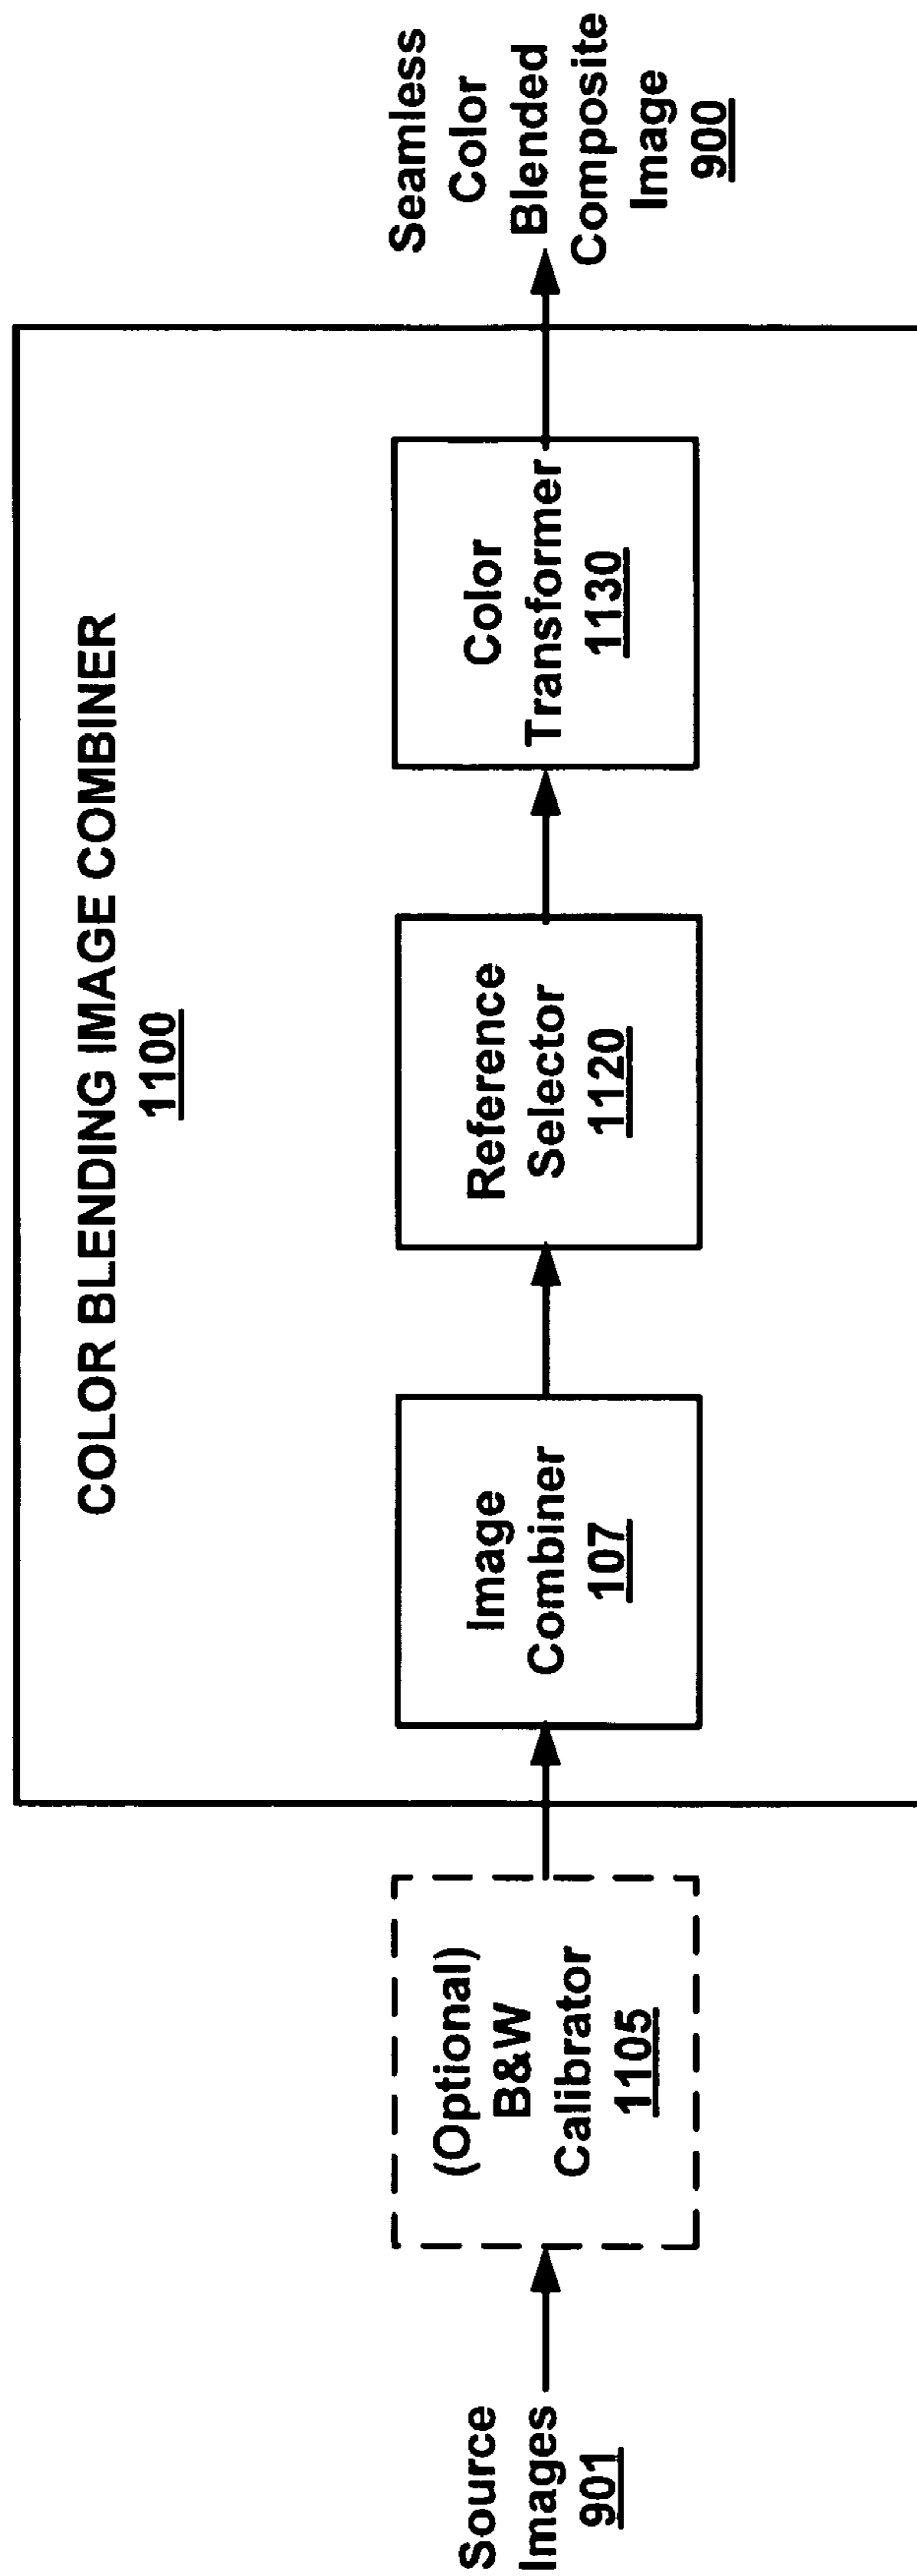 COLOR BLENDING IMAGE COMBINER
1100
Source
Images
901
(Optional)
B&W
Calibrator
1105
Image
Combiner
107
Reference
Selector
1120
Color
Transformer
1130
Seamless
Color
Blended
Composite
Image
900